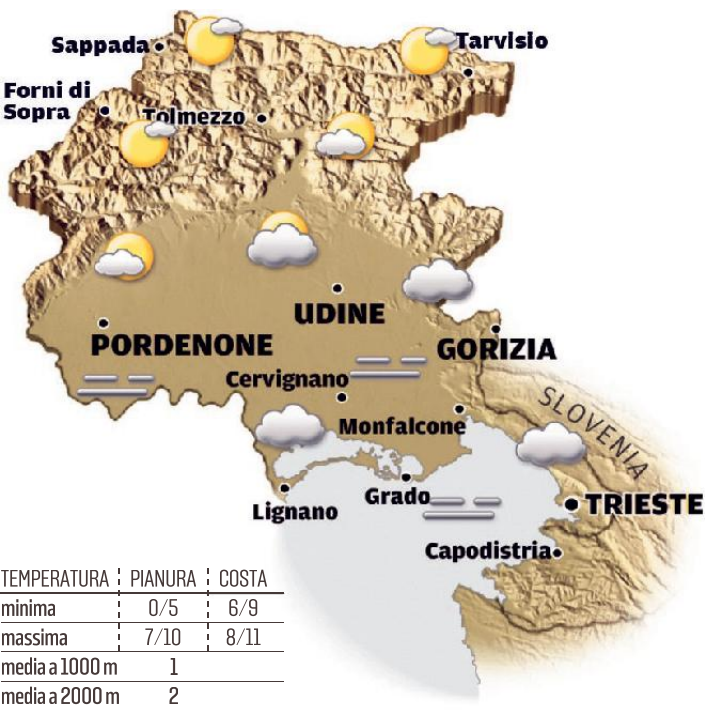 Sappada
Tarvisio
Forni di
Sopra
Tolmezzo
UDINE
PORDENONE
GORIZIA
Cervignano
SLOVENIA
Monfalcone
Grado
Lignano
TRIESTE
Capodistria
TEMPERATURA PIANURA COSTA
minima 0/5 6/9
massima 7/10 8/11
media a 1000 m 1
media a 2000 m 2